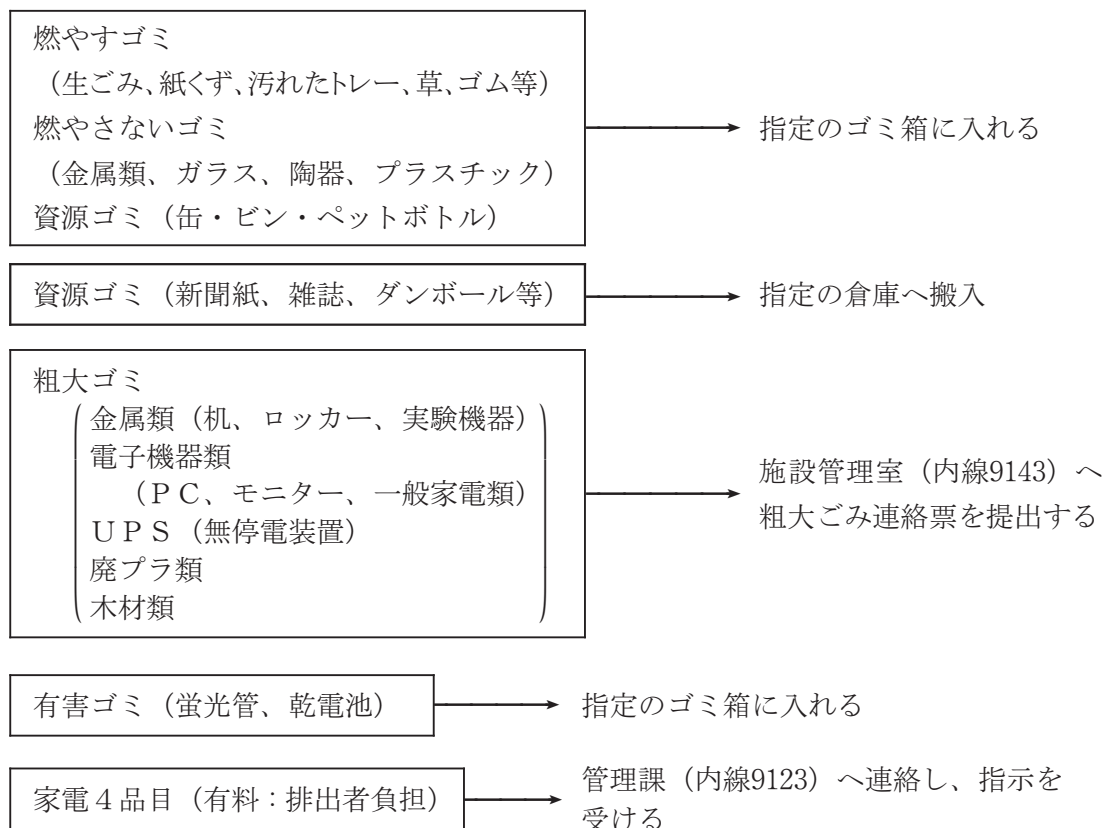 燃やすゴミ
（生ごみ、紙くず、汚れたトレー、草、ゴム等）
燃やさないゴミ
（金属類、ガラス、陶器、プラスチック）
資源ゴミ（缶・ビン・ペットボトル）
指定のゴミ箱に入れる
資源ゴミ（新聞紙、雑誌、ダンボール等）
指定の倉庫へ搬入
粗大ゴミ
金属類（机、ロッカー、実験機器）
電子機器類
（ＰＣ、モニター、一般家電類）
ＵＰＳ（無停電装置）
廃プラ類
木材類
施設管理室（内線9143）へ
粗大ごみ連絡票を提出する
有害ゴミ（蛍光管、乾電池）
指定のゴミ箱に入れる
家電４品目（有料：排出者負担）
管理課（内線9123）へ連絡し、指示を
受ける